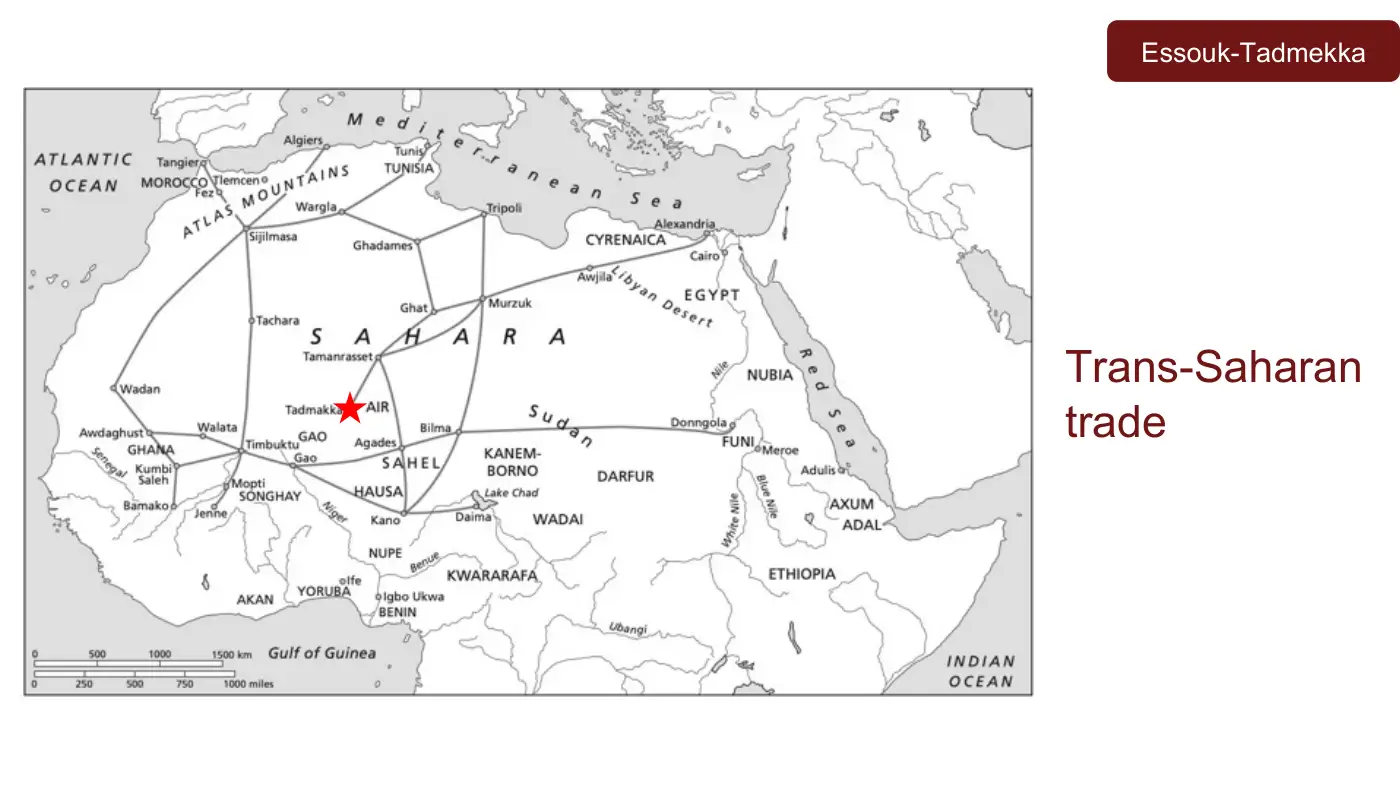 Essouk-Tadmekka
Trans-Saharan
trade
Mediterranean Sea
ATLANTIC
OCEAN
Algiers
Tunis
TUNISIA
Tangier
MOROCCO
Tlemcen
Fez
ATLAS MOUNTAINS
Wargla
Tripoli
Sijilmasa
Ghadames
Alexandria
CYRENAICA
Cairo
Awjila
Libyan Desert
EGYPT
Ghat
Murzuk
Tachara
SAHARA
Tamanrasset
Red Sea
Nile
NUBIA
Wadan
Tadmakka
AIR
Sudan
Donngola
Awdaghust
Walata
GAO
Agades
Bilma
FUNI
Meroe
GHANA
Timbuktu
Gao
SAHEL
KANEM-
BORNO
Senegal
Kumbi
Saleh
DARFUR
Adulis
Mopti
SONGHAY
HAUSA
Lake Chad
Blue Nile
White Nile
AXUM
Bamako
Jenne
Niger
Kano
Daima
WADAI
ADAL
NUPE
Benue
KWARARAFA
ETHIOPIA
Ife
YORUBA
AKAN
Igbo Ukwa
BENIN
Ubangi
0 500 1000 1500 km
0 250 500 750 1000 miles
Gulf of Guinea
INDIAN
OCEAN